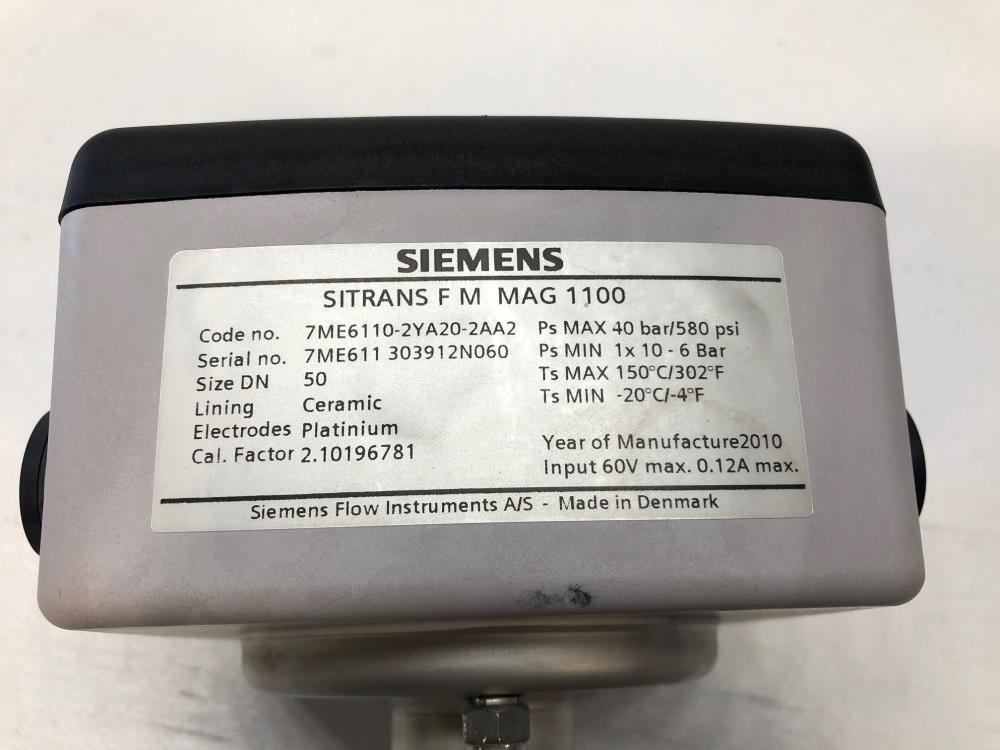 SIEMENS
SITRANS F M MAG 1100
Code no. 7ME6110-2YA20-2AA2
Serial no. 7ME611 303912N060
Size DN 50
Lining Ceramic
Electrodes Platinium
Cal. Factor 2.10196781
Ps MAX 40 bar/580 psi
Ps MIN 1x 10 - 6 Bar
Ts MAX 150°C/302°F
Ts MIN -20°C/-4°F
Year of Manufacture2010
Input 60V max. 0.12A max.
Siemens Flow Instruments A/S - Made in Denmark